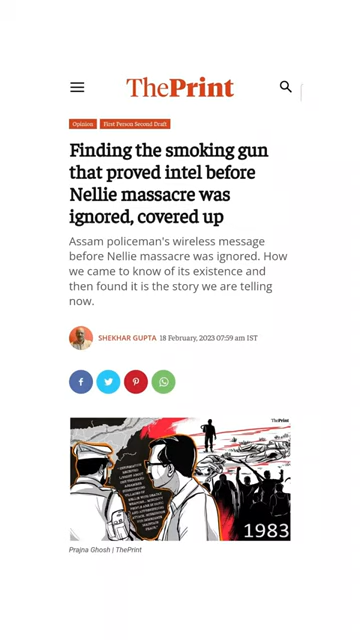 ThePrint
Opinion First Person Second Draft
Finding the smoking gun
that proved intel before
Nellie massacre was
ignored, covered up
Assam policeman's wireless message
before Nellie massacre was ignored. How
we came to know of its existence and
then found it is the story we are telling
now.
SHEKHAR GUPTA 18 February, 2023 07:59 am IST
ThePrint
1983
Prajna Ghosh | ThePrint